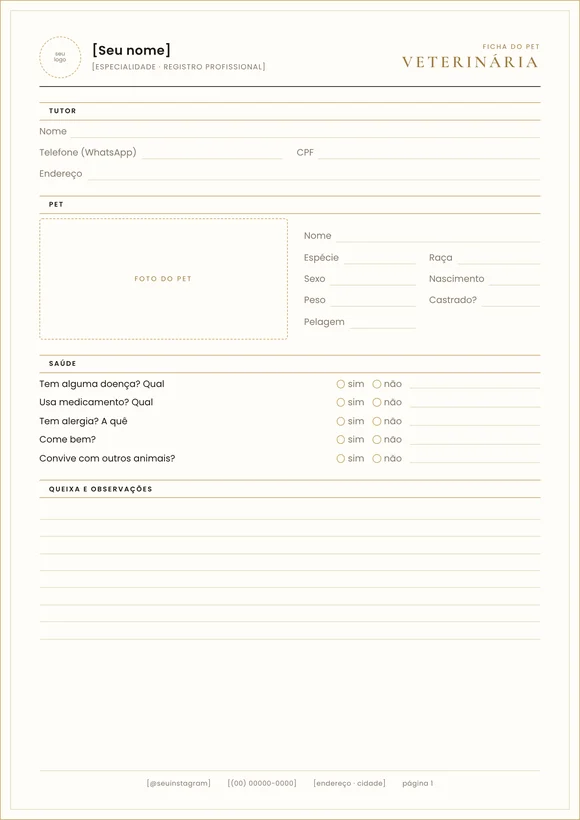 seu
logo
[Seu nome]
[ESPECIALIDADE · REGISTRO PROFISSIONAL]
FICHA DO PET
VETERINÁRIA
TUTOR
Nome
Telefone (WhatsApp) CPF
Endereço
PET
FOTO DO PET
Nome
Espécie Raça
Sexo Nascimento
Peso Castrado?
Pelagem
SAÚDE
Tem alguma doença? Qual sim não
Usa medicamento? Qual sim não
Tem alergia? A quê sim não
Come bem? sim não
Convive com outros animais? sim não
QUEIXA E OBSERVAÇÕES
[@seuinstagram] [(00) 00000-0000] [endereço · cidade] página 1